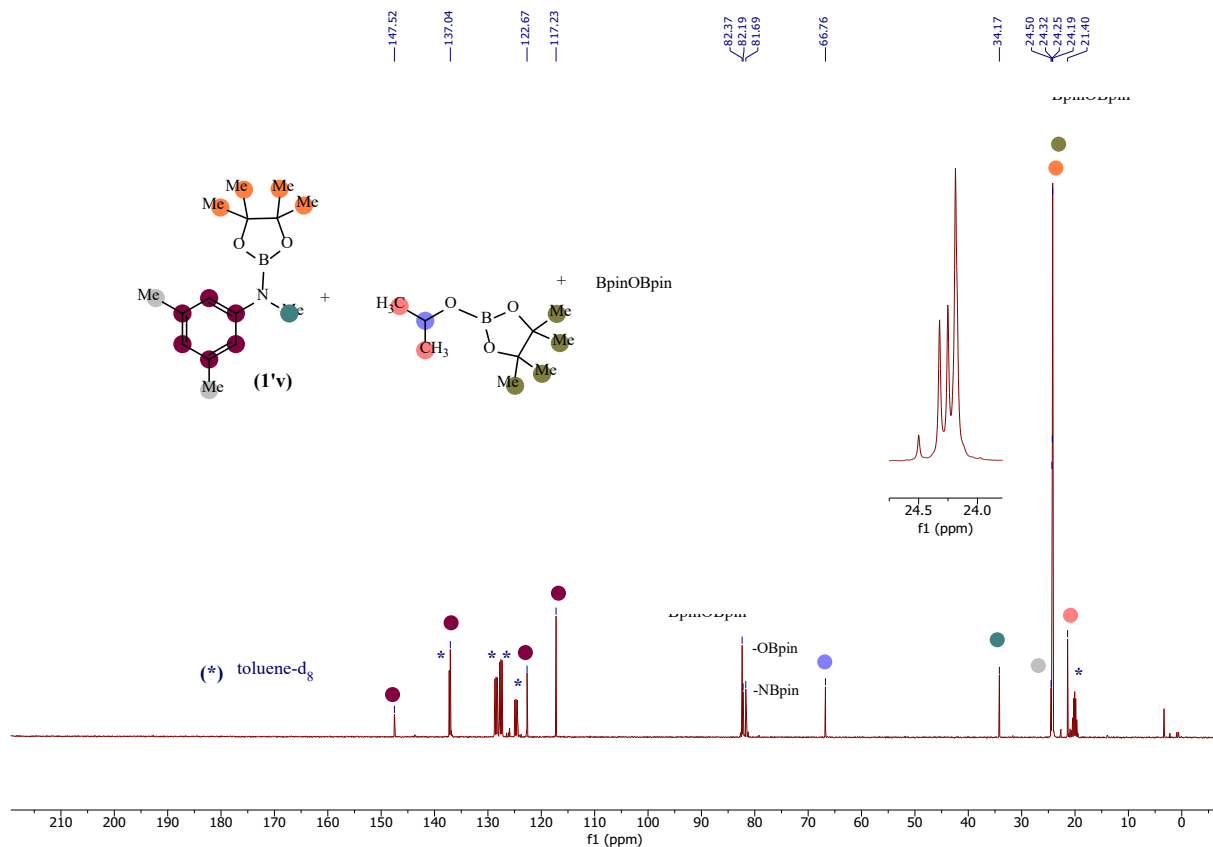 147.52
137.04
122.67
117.23
82.37
82.19
81.69
66.76
34.17
24.50
24.32
24.25
24.19
21.40
BpinOBpin
Me
Me
Me
Me
O
O
B
N
Me
Me
Me
(1'v)
+
H₃C
O
CH₃
B
O
O
Me
Me
Me
Me
+
BpinOBpin
24.5 24.0
f1 (ppm)
BpinOBpin
-OBpin
-NBpin
(*) toluene-d₈
* * * * *
210 200 190 180 170 160 150 140 130 120 110 100 90 80 70 60 50 40 30 20 10 0
f1 (ppm)